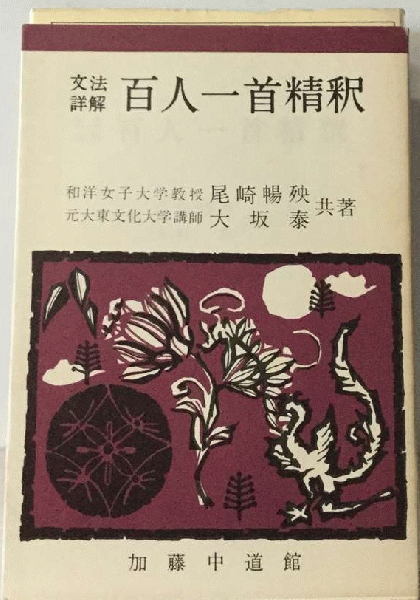 文法詳解 百人一首精釈
和洋女子大学教授 尾崎暢殃
元大東文化大学講師 大坂泰 共著
加藤中道館